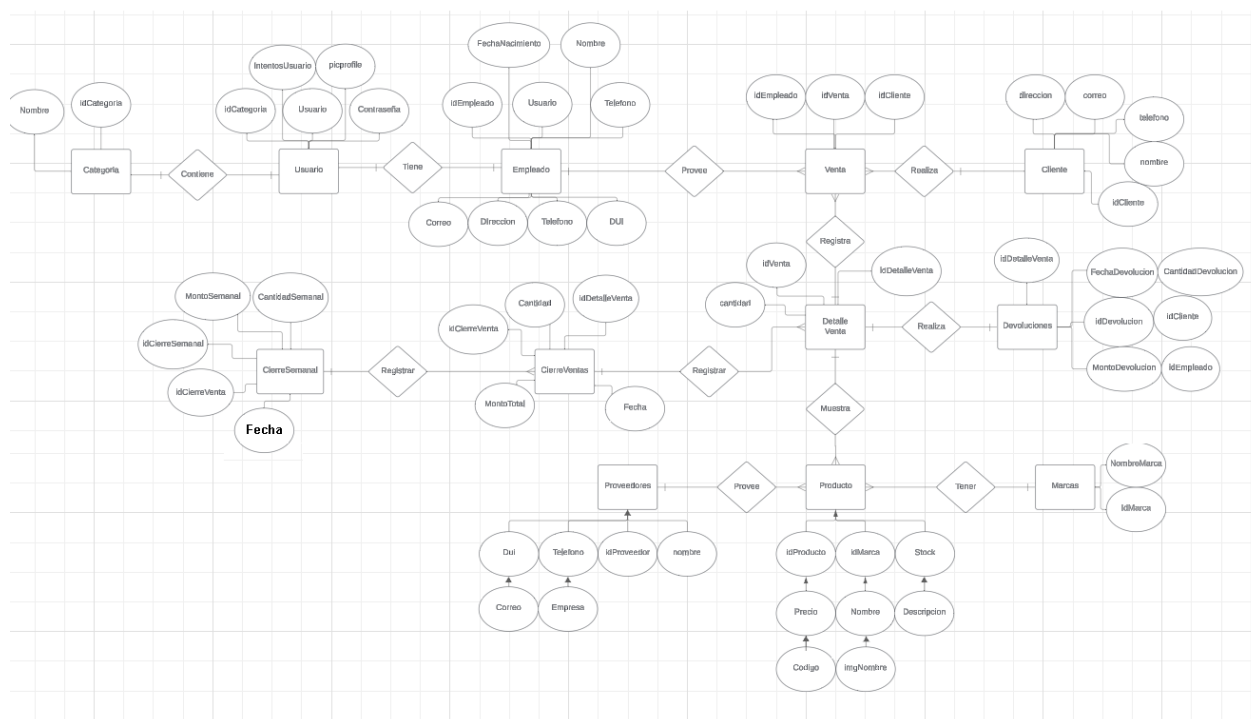 FechaNacimiento
Nombre
IntentosUsuario
picprofile
Nombre
idCategoria
idCategoria
Usuario
Contraseña
idEmpleado
Usuario
Telefono
idEmpleado
idVenta
idCliente
direccion
correo
telefono
Categoria
Contiene
Usuario
Tiene
Empleado
Provee
Venta
Realiza
Cliente
nombre
idCliente
Correo
Direccion
Telefono
DUI
Registra
MontoSemanal
CantidadSemanal
Cantidad
idDetalleVenta
idVenta
idDetalleVenta
idDetalleVenta
FechaDevolucion
CantidadDevolucion
cantidad
idCierreSemanal
idCierreVenta
Detalle
Venta
Realiza
Devoluciones
idDevolucion
idCliente
CierreSemanal
Registrar
CierreVentas
Registrar
MontoDevolucion
idEmpleado
idCierreVenta
MontoTotal
Fecha
Muestra
Fecha
Proveedores
Provee
Producto
Tener
Marcas
NombreMarca
idMarca
Dui
Telefono
idProveedor
nombre
idProducto
idMarca
Stock
Correo
Empresa
Precio
Nombre
Descripcion
Codigo
imgNombre